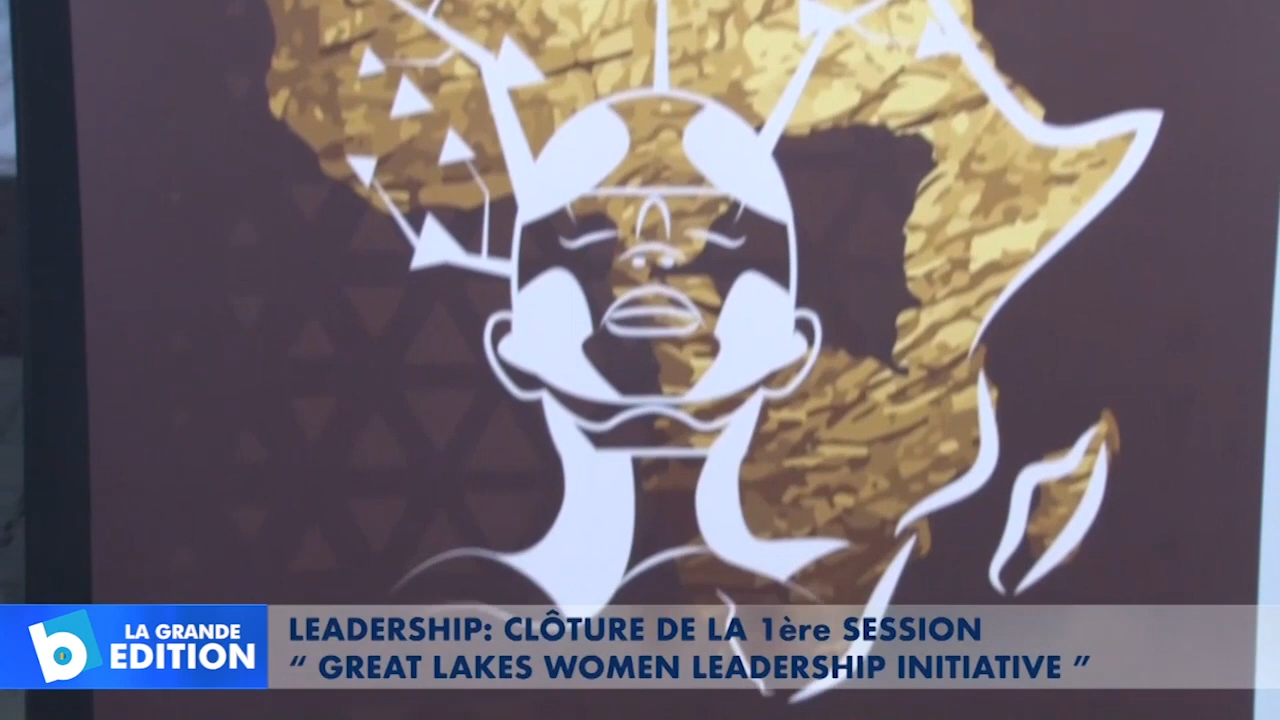 LA GRANDE
EDITION
LEADERSHIP: CLÔTURE DE LA 1ère SESSION
“ GREAT LAKES WOMEN LEADERSHIP INITIATIVE ”